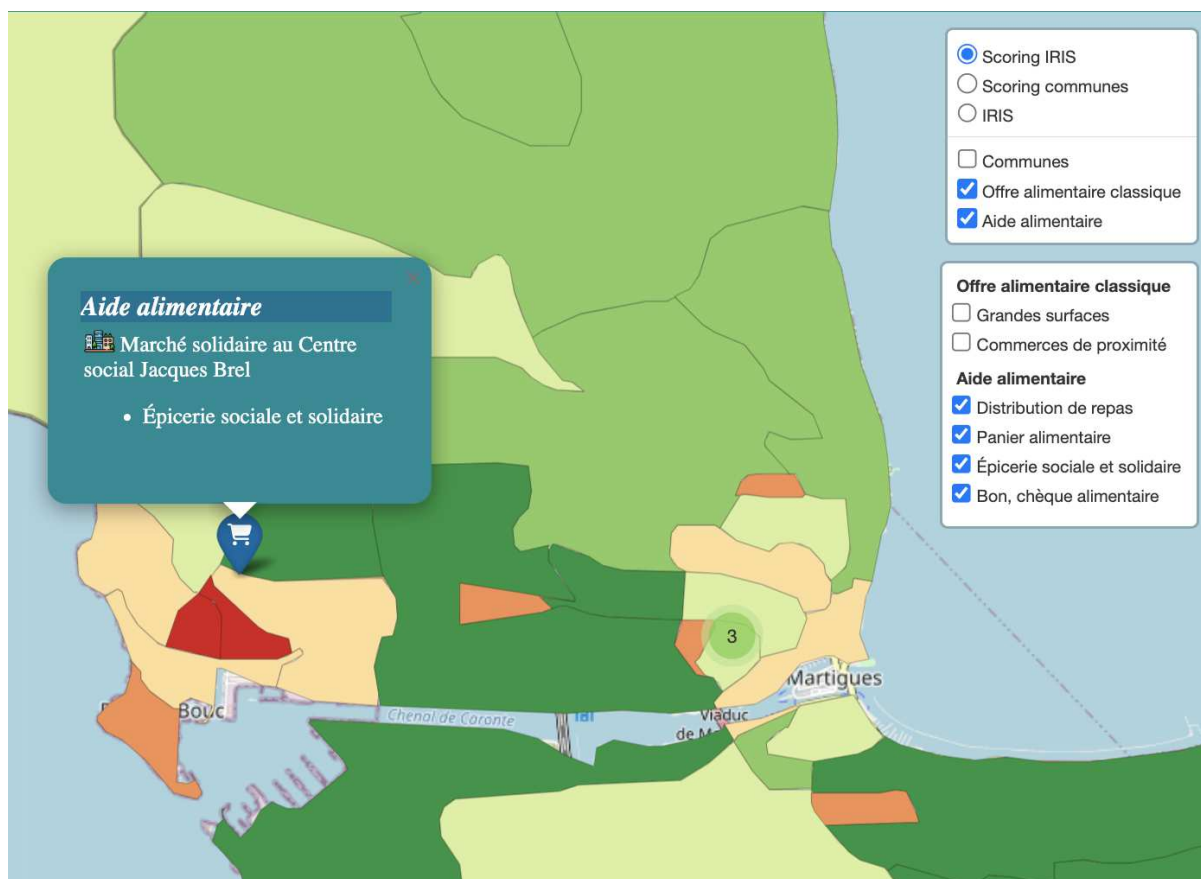 Scoring IRIS
Scoring communes
IRIS
Communes
Offre alimentaire classique
Aide alimentaire
Offre alimentaire classique
Grandes surfaces
Commerces de proximité
Aide alimentaire
Distribution de repas
Panier alimentaire
Épicerie sociale et solidaire
Bon, chèque alimentaire
Aide alimentaire
Marché solidaire au Centre
social Jacques Brel
• Épicerie sociale et solidaire
3
Martigues
Bouc
Chenal de Caronte
Viaduc
de M